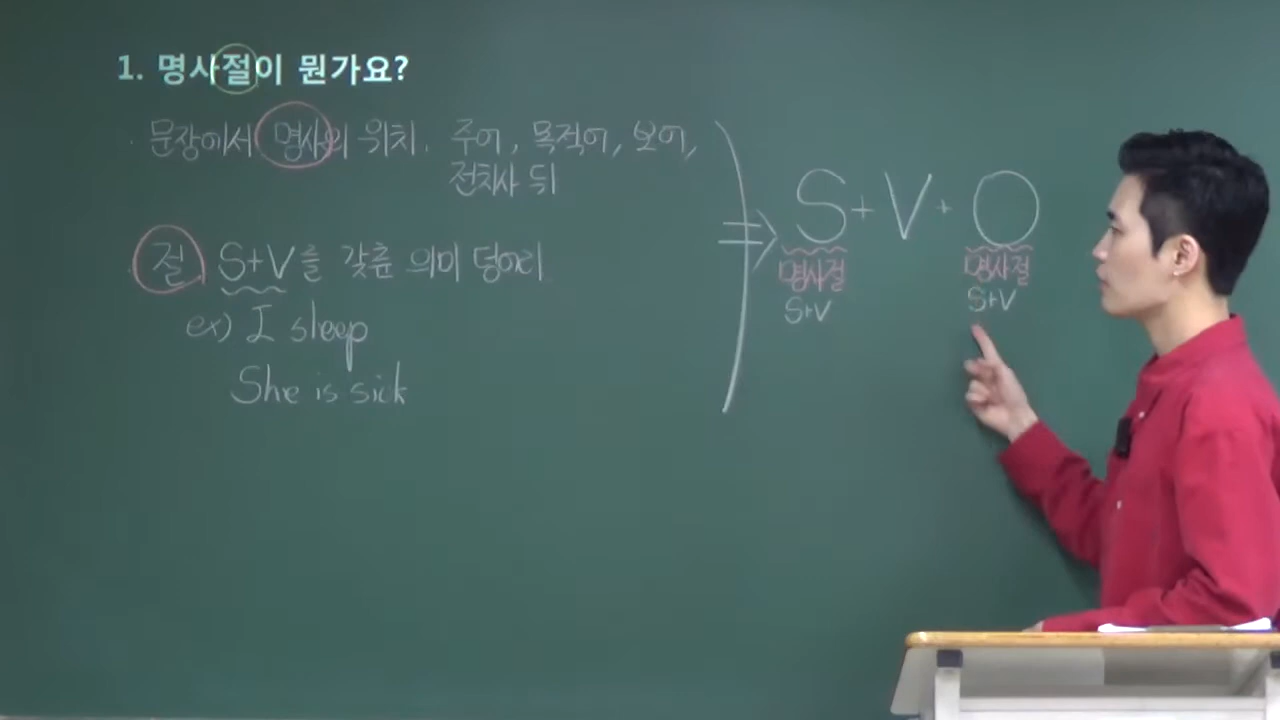 1. 명사절이 뭔가요?
· 문장에서 명사의 위치. 주어, 목적어, 보어,
전치사 뒤
· 절 S+V를 갖춘 의미 덩어리
ex) I sleep
She is sick
⇒ S + V + O
명사절 명사절
S+V S+V